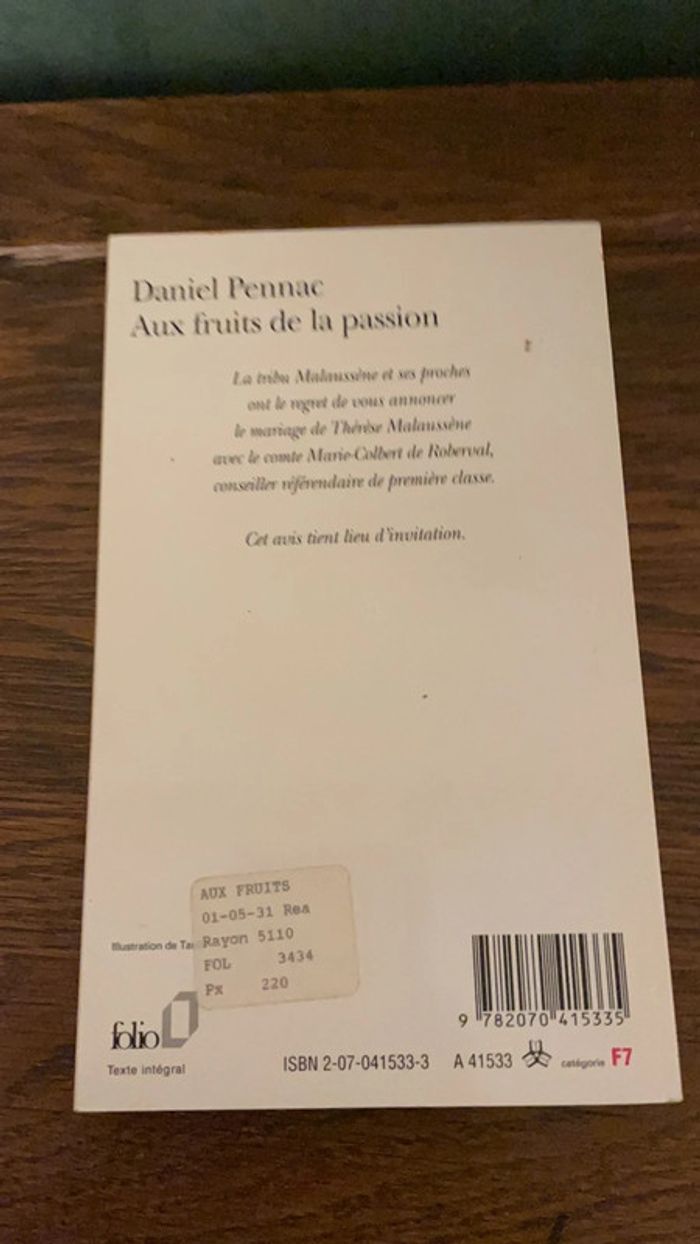 Daniel Pennac
Aux fruits de la passion
La tribu Malaussène et ses proches
ont le regret de vous annoncer
le mariage de Thérèse Malaussène
avec le comte Marie-Colbert de Roberval,
conseiller référendaire de première classe.
Cet avis tient lieu d'invitation.
AUX FRUITS
01-05-31 Rea
Rayon 5110
FOL 3434
Px 220
Illustration de
folio
Texte intégral
9 782070 415335
ISBN 2-07-041533-3 A 41533 catégorie F7